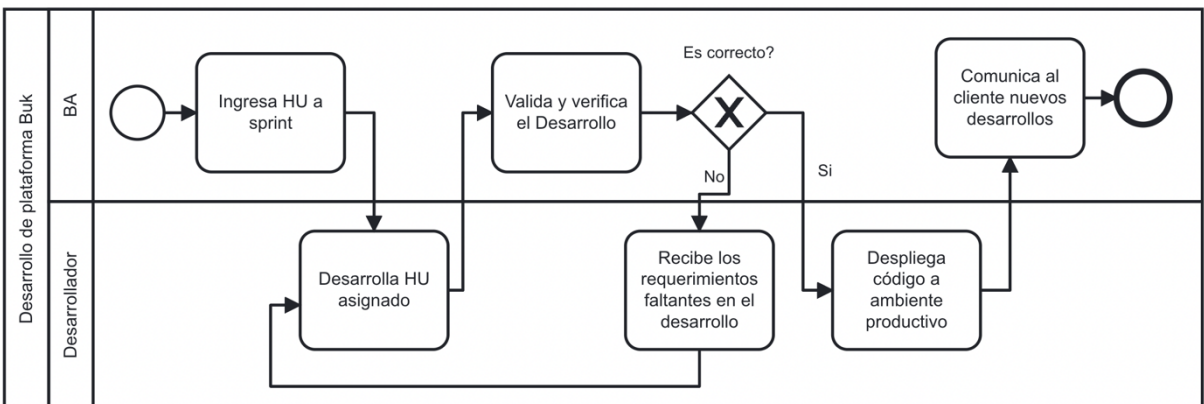 Desarrollo de plataforma Buk
BA
Ingresa HU a
sprint
Valida y verifica
el Desarrollo
Es correcto?
X
No
Si
Comunica al
cliente nuevos
desarrollos
Desarrollador
Desarrolla HU
asignado
Recibe los
requerimientos
faltantes en el
desarrollo
Despliega
código a
ambiente
productivo